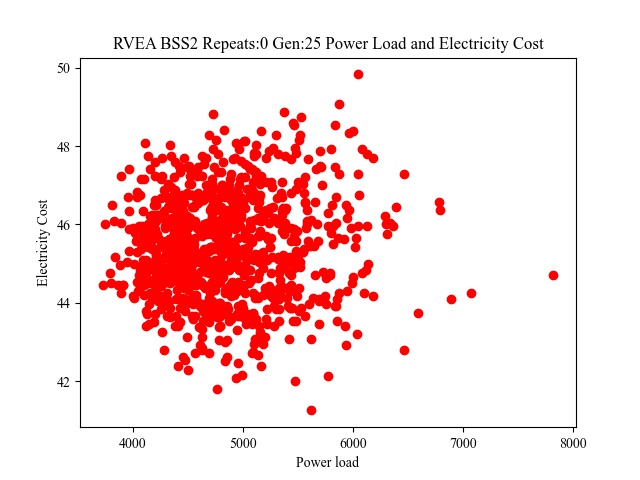 RVEA BSS2 Repeats:0 Gen:25 Power Load and Electricity Cost
50
48
46
44
42
Electricity Cost
4000 5000 6000 7000 8000
Power load